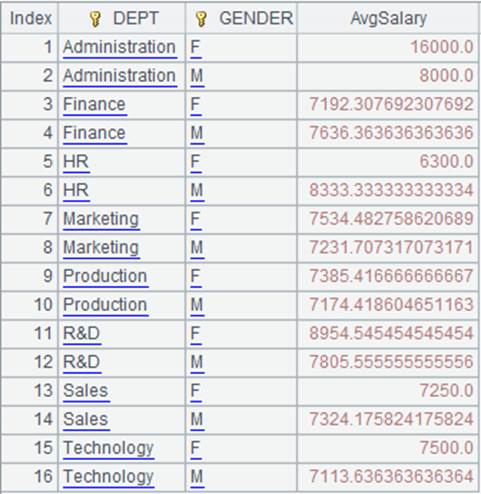 Index DEPT GENDER AvgSalary
1 Administration F 16000.0
2 Administration M 8000.0
3 Finance F 7192.307692307692
4 Finance M 7636.363636363636
5 HR F 6300.0
6 HR M 8333.333333333334
7 Marketing F 7534.482758620689
8 Marketing M 7231.707317073171
9 Production F 7385.416666666667
10 Production M 7174.418604651163
11 R&D F 8954.545454545454
12 R&D M 7805.555555555556
13 Sales F 7250.0
14 Sales M 7324.175824175824
15 Technology F 7500.0
16 Technology M 7113.636363636364